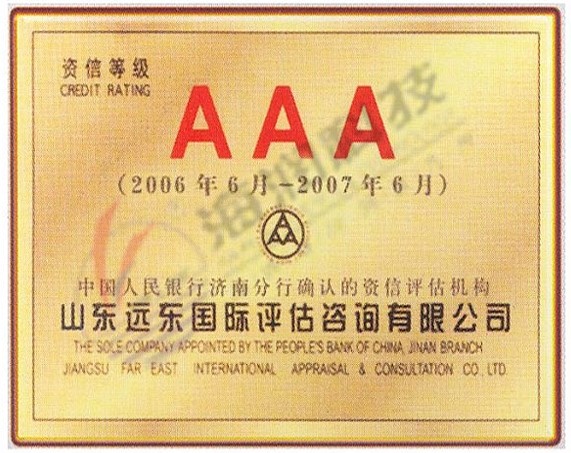 资信等级
CREDIT RATING
AAA
(2006年6月-2007年6月)
中国人民银行济南分行确认的资信评估机构
山东远东国际评估咨询有限公司
THE SOLE COMPANY APPOINTED BY THE PEOPLE'S BANK OF CHINA, JINAN BRANCH
JIANGSU FAR EAST INTERNATIONAL APPRAISAL & CONSULTATION CO., LTD.